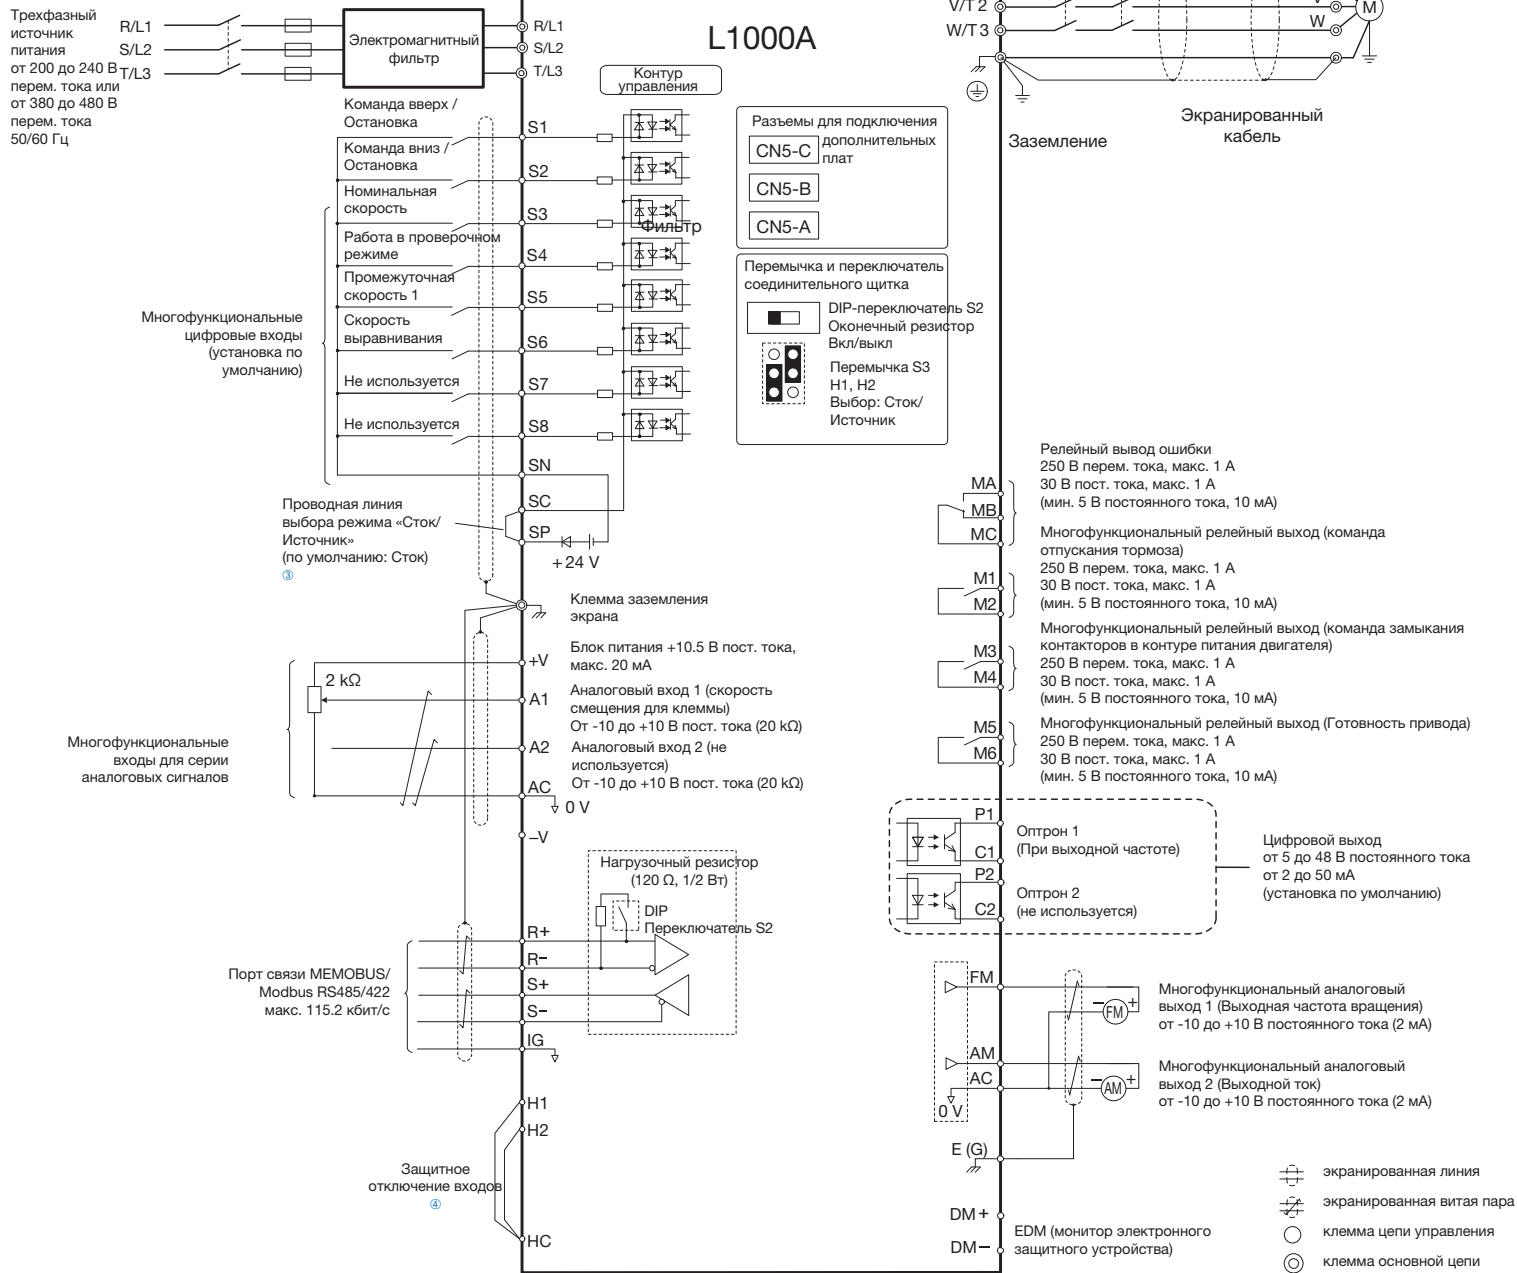 Трехфазный
источник
питания
от 200 до 240 В
перем. тока или
от 380 до 480 В
перем. тока
50/60 Гц
R/L1
S/L2
T/L3
Электромагнитный
фильтр
R/L1
S/L2
T/L3
L1000A
Контур
управления
V/T2
W/T3
W
M
Заземление
Экранированный
кабель
Команда вверх /
Остановка
S1
Команда вниз /
Остановка
S2
Номинальная
скорость
S3
Фильтр
Работа в проверочном
режиме
S4
Промежуточная
скорость 1
S5
Скорость
выравнивания
S6
Не используется
S7
Не используется
S8
SN
SC
SP
+24 V
Многофункциональные
цифровые входы
(установка по
умолчанию)
Проводная линия
выбора режима «Сток/
Источник»
(по умолчанию: Сток)
③
Разъемы для подключения
дополнительных
плат
CN5-C
CN5-B
CN5-A
Перемычка и переключатель
соединительного щитка
DIP-переключатель S2
Оконечный резистор
Вкл/выкл
Перемычка S3
H1, H2
Выбор: Сток/
Источник
Клемма заземления
экрана
+V
Блок питания +10.5 В пост. тока,
макс. 20 мА
2 kΩ
A1
Аналоговый вход 1 (скорость
смещения для клеммы)
От -10 до +10 В пост. тока (20 kΩ)
A2
Аналоговый вход 2 (не
используется)
От -10 до +10 В пост. тока (20 kΩ)
AC
0 V
–V
Многофункциональные
входы для серии
аналоговых сигналов
Нагрузочный резистор
(120 Ω, 1/2 Вт)
DIP
Переключатель S2
R+
R−
S+
S−
IG
Порт связи MEMOBUS/
Modbus RS485/422
макс. 115.2 кбит/с
H1
H2
HC
Защитное
отключение входов
④
MA
MB
MC
Релейный вывод ошибки
250 В перем. тока, макс. 1 А
30 В пост. тока, макс. 1 А
(мин. 5 В постоянного тока, 10 мА)
M1
M2
Многофункциональный релейный выход (команда
отпускания тормоза)
250 В перем. тока, макс. 1 А
30 В пост. тока, макс. 1 А
(мин. 5 В постоянного тока, 10 мА)
M3
M4
Многофункциональный релейный выход (команда замыкания
контакторов в контуре питания двигателя)
250 В перем. тока, макс. 1 А
30 В пост. тока, макс. 1 А
(мин. 5 В постоянного тока, 10 мА)
M5
M6
Многофункциональный релейный выход (Готовность привода)
250 В перем. тока, макс. 1 А
30 В пост. тока, макс. 1 А
(мин. 5 В постоянного тока, 10 мА)
P1
C1
Оптрон 1
(При выходной частоте)
P2
C2
Оптрон 2
(не используется)
Цифровой выход
от 5 до 48 В постоянного тока
от 2 до 50 мА
(установка по умолчанию)
FM
− FM +
Многофункциональный аналоговый
выход 1 (Выходная частота вращения)
от -10 до +10 В постоянного тока (2 мА)
AM
AC
0 V
− AM +
Многофункциональный аналоговый
выход 2 (Выходной ток)
от -10 до +10 В постоянного тока (2 мА)
E (G)
DM+
DM−
EDM (монитор электронного
защитного устройства)
экранированная линия
экранированная витая пара
клемма цепи управления
клемма основной цепи